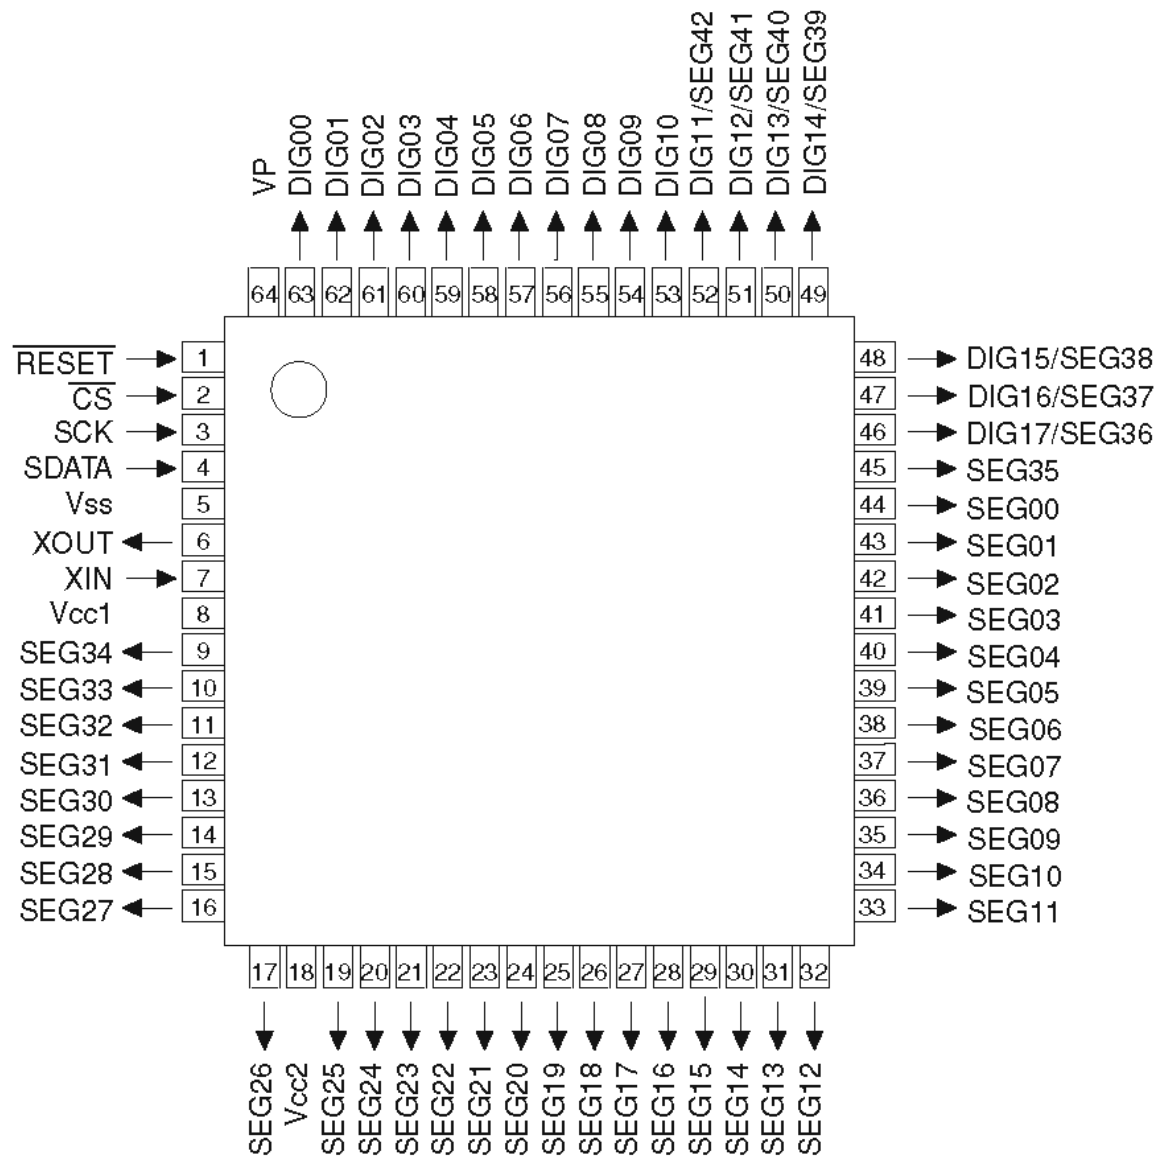 VP
DIG00
DIG01
DIG02
DIG03
DIG04
DIG05
DIG06
DIG07
DIG08
DIG09
DIG10
DIG11/SEG42
DIG12/SEG41
DIG13/SEG40
DIG14/SEG39
64 63 62 61 60 59 58 57 56 55 54 53 52 51 50 49
RESET 1
CS 2
SCK 3
SDATA 4
Vss 5
XOUT 6
XIN 7
Vcc1 8
SEG34 9
SEG33 10
SEG32 11
SEG31 12
SEG30 13
SEG29 14
SEG28 15
SEG27 16
48 DIG15/SEG38
47 DIG16/SEG37
46 DIG17/SEG36
45 SEG35
44 SEG00
43 SEG01
42 SEG02
41 SEG03
40 SEG04
39 SEG05
38 SEG06
37 SEG07
36 SEG08
35 SEG09
34 SEG10
33 SEG11
17 18 19 20 21 22 23 24 25 26 27 28 29 30 31 32
SEG26
Vcc2
SEG25
SEG24
SEG23
SEG22
SEG21
SEG20
SEG19
SEG18
SEG17
SEG16
SEG15
SEG14
SEG13
SEG12